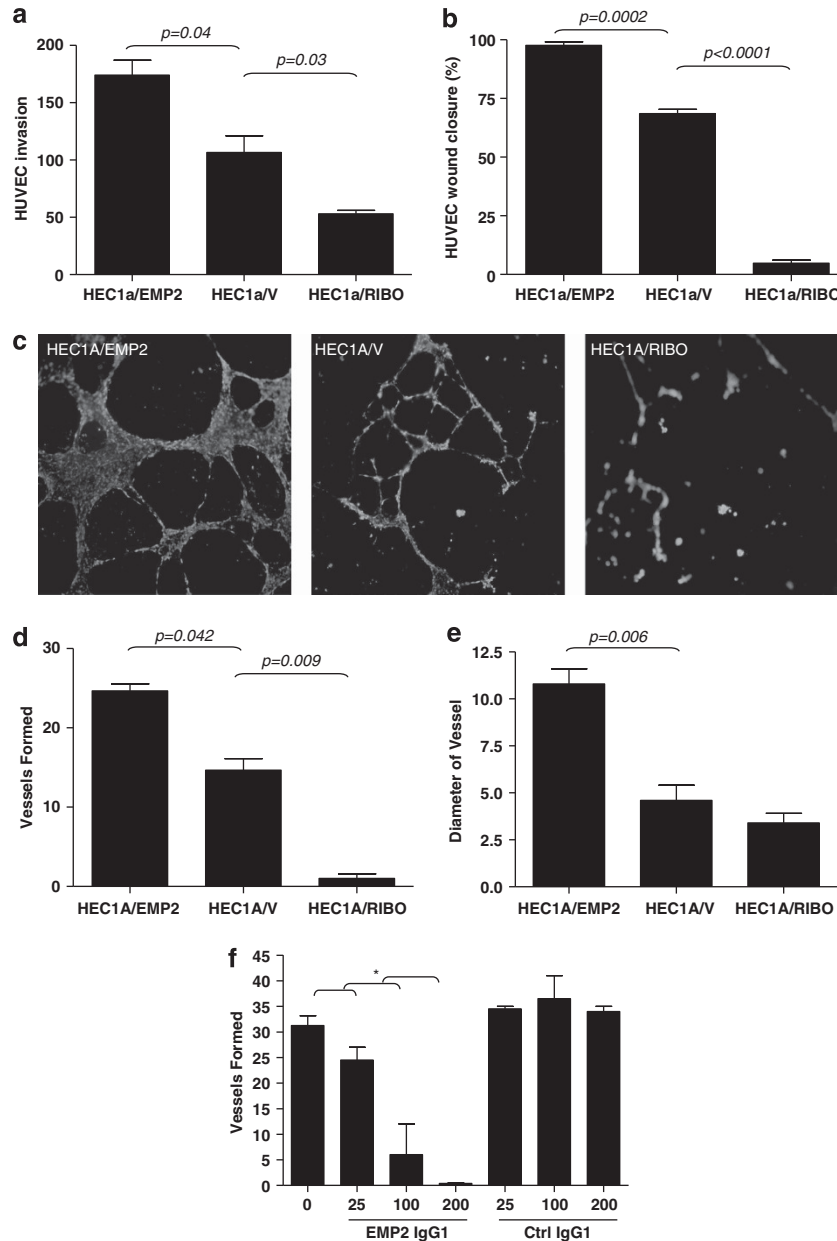 a
p=0.04
p=0.03
200
150
100
50
0
HUVEC invasion
HEC1a/EMP2 HEC1a/V HEC1a/RIBO
b
p=0.0002
p<0.0001
100
75
50
25
0
HUVEC wound closure (%)
HEC1a/EMP2 HEC1a/V HEC1a/RIBO
c
HEC1A/EMP2
HEC1A/V
HEC1A/RIBO
d
p=0.042
p=0.009
30
20
10
0
Vessels Formed
HEC1A/EMP2 HEC1A/V HEC1A/RIBO
e
p=0.006
12.5
10.0
7.5
5.0
2.5
0.0
Diameter of Vessel
HEC1A/EMP2 HEC1A/V HEC1A/RIBO
f
*
45
40
35
30
25
20
15
10
5
0
Vessels Formed
0 25 100 200 25 100 200
EMP2 IgG1 Ctrl IgG1